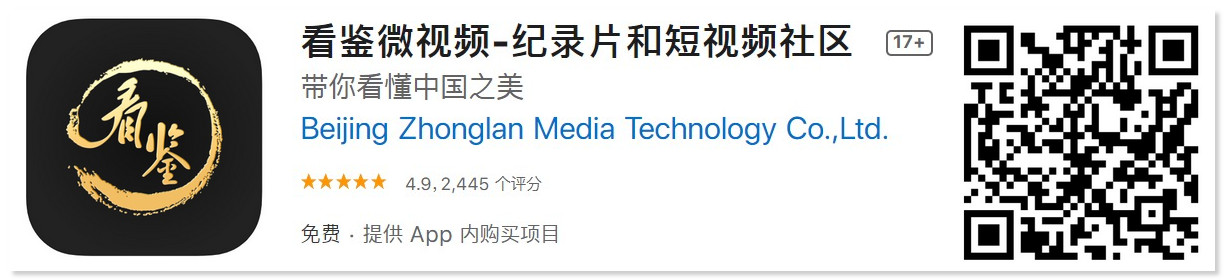 看鉴
看鉴微视频-纪录片和短视频社区 17+
带你看懂中国之美
Beijing Zhonglan Media Technology Co.,Ltd.
4.9, 2,445 个评分
免费 · 提供 App 内购买项目